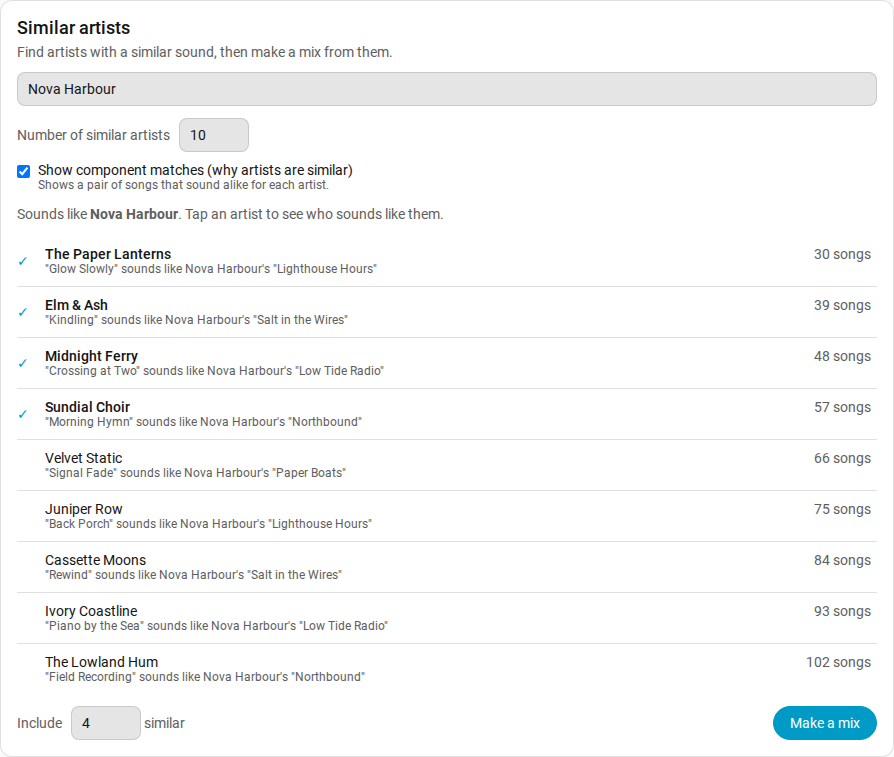 Similar artists
Find artists with a similar sound, then make a mix from them.
Nova Harbour
Number of similar artists 10
Show component matches (why artists are similar)
Shows a pair of songs that sound alike for each artist.
Sounds like Nova Harbour. Tap an artist to see who sounds like them.
✓ The Paper Lanterns 30 songs
"Glow Slowly" sounds like Nova Harbour's "Lighthouse Hours"
✓ Elm & Ash 39 songs
"Kindling" sounds like Nova Harbour's "Salt in the Wires"
✓ Midnight Ferry 48 songs
"Crossing at Two" sounds like Nova Harbour's "Low Tide Radio"
✓ Sundial Choir 57 songs
"Morning Hymn" sounds like Nova Harbour's "Northbound"
Velvet Static 66 songs
"Signal Fade" sounds like Nova Harbour's "Paper Boats"
Juniper Row 75 songs
"Back Porch" sounds like Nova Harbour's "Lighthouse Hours"
Cassette Moons 84 songs
"Rewind" sounds like Nova Harbour's "Salt in the Wires"
Ivory Coastline 93 songs
"Piano by the Sea" sounds like Nova Harbour's "Low Tide Radio"
The Lowland Hum 102 songs
"Field Recording" sounds like Nova Harbour's "Northbound"
Include 4 similar Make a mix